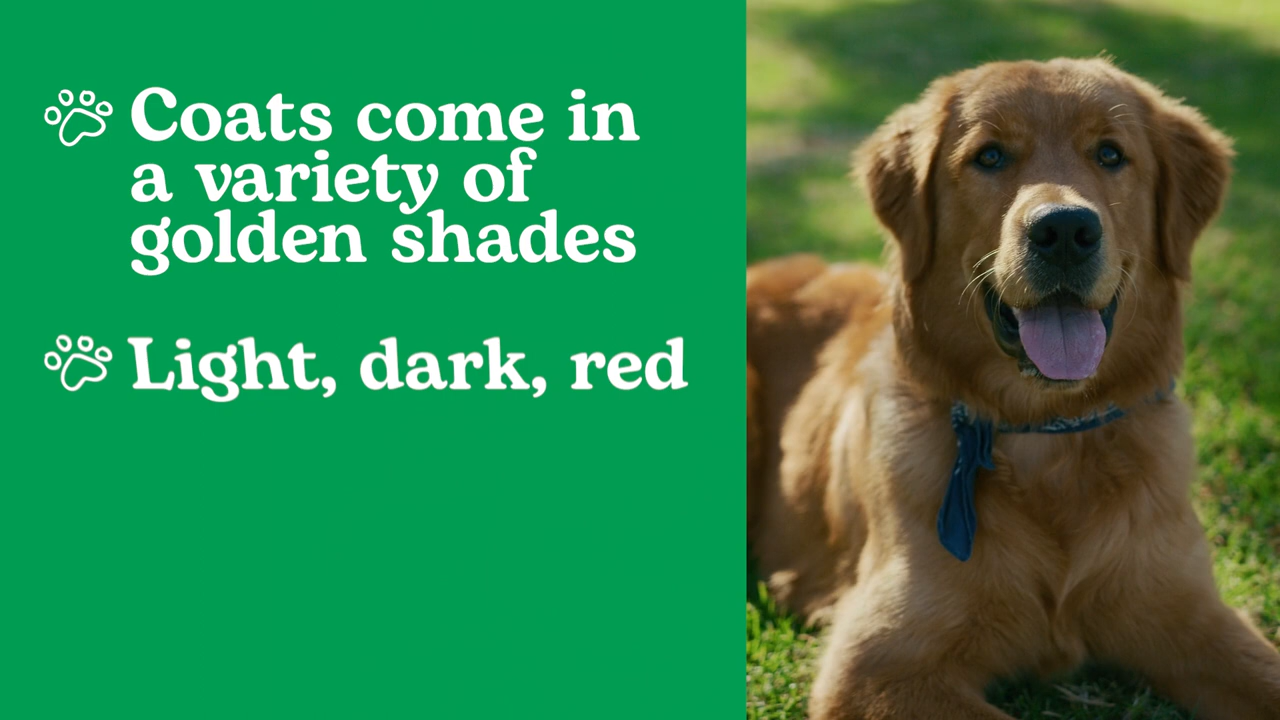 Coats come in
a variety of
golden shades
Light, dark, red